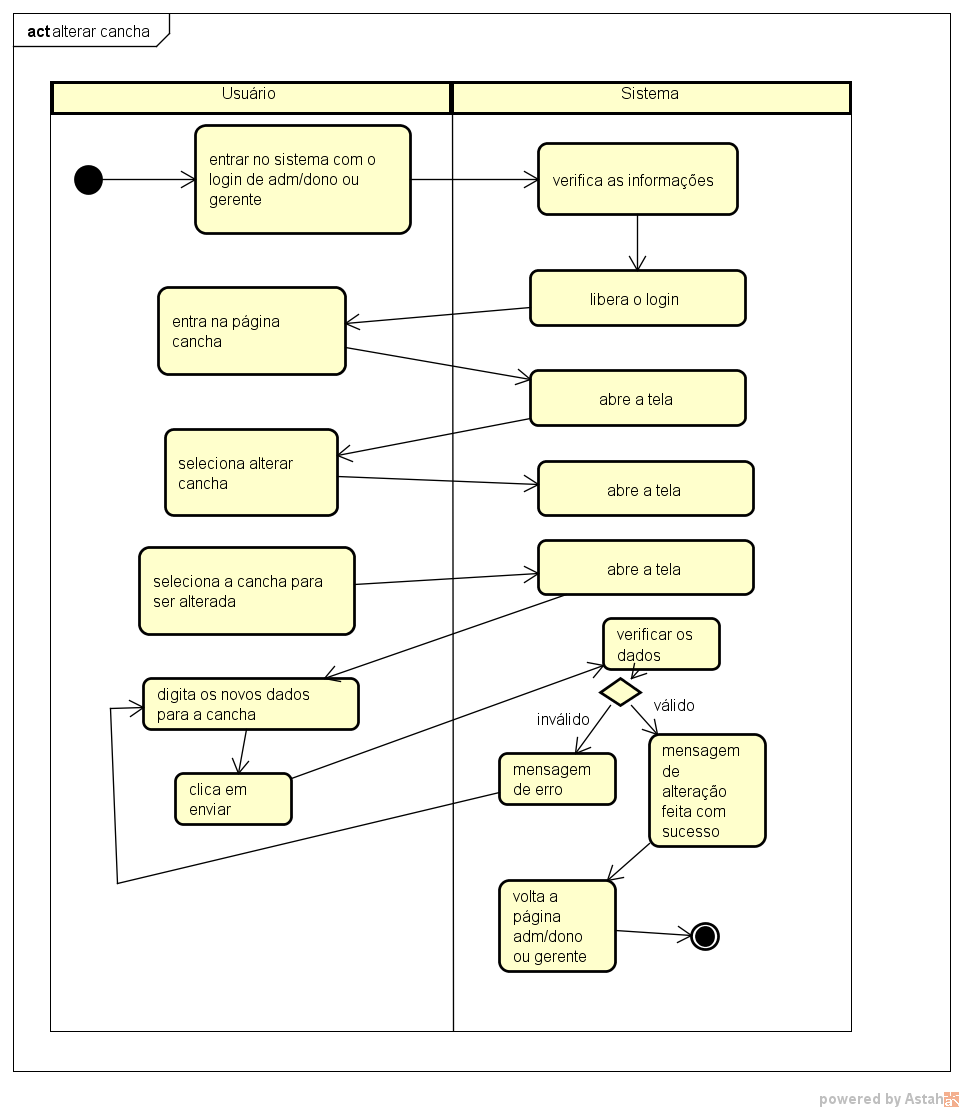 act alterar cancha
Usuário
Sistema
entrar no sistema com o
login de adm/dono ou
gerente
verifica as informações
libera o login
entra na página
cancha
abre a tela
seleciona alterar
cancha
abre a tela
seleciona a cancha para
ser alterada
abre a tela
verificar os
dados
digita os novos dados
para a cancha
inválido
válido
mensagem
de erro
mensagem
de
alteração
feita com
sucesso
clica em
enviar
volta a
página
adm/dono
ou gerente
powered by Astah